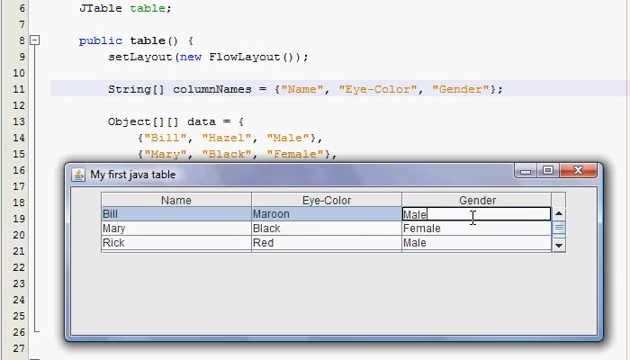 6 JTable table;
7
8 public table() {
9 setLayout(new FlowLayout());
10
11 String[] columnNames = {"Name", "Eye-Color", "Gender"};
12
13 Object[][] data = {
14 {"Bill", "Hazel", "Male"},
15 {"Mary", "Black", "Female"},
16 My first java table
17
18 Name Eye-Color Gender
19 Bill Maroon Male
20 Mary Black Female
21 Rick Red Male
22
23
24
25
26
27